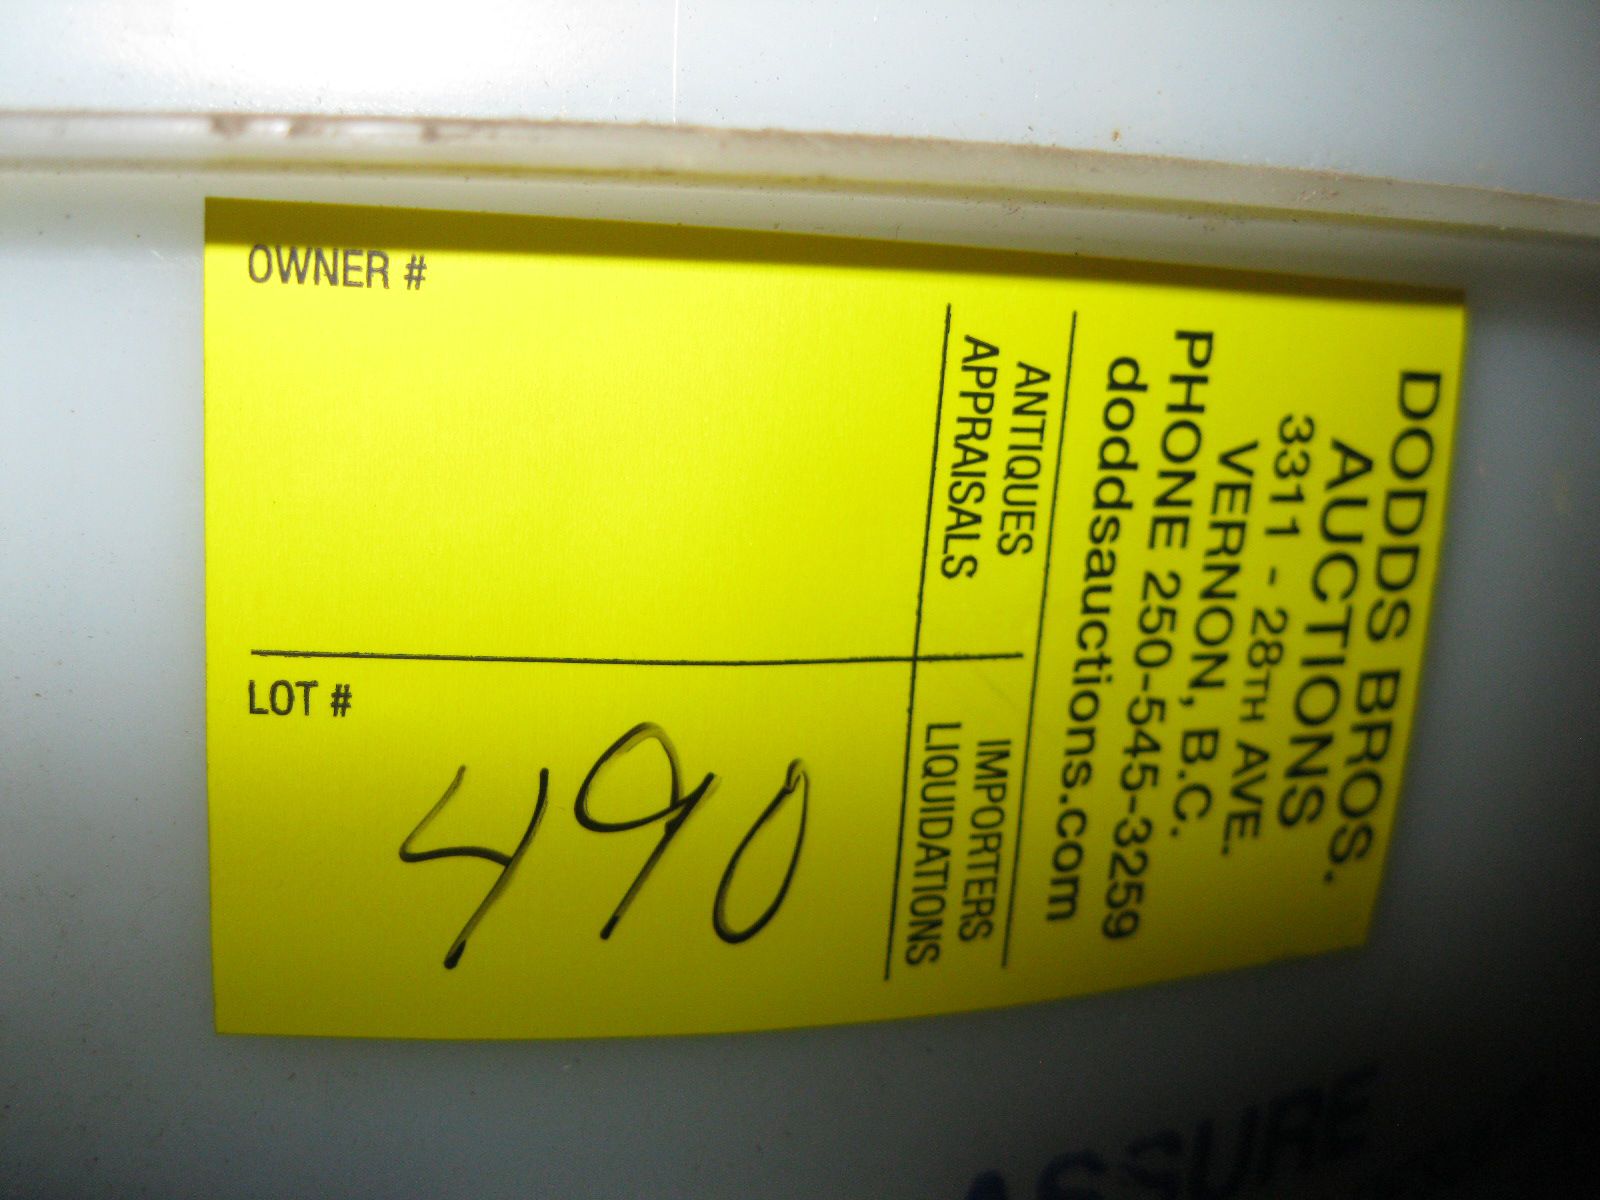 DODDS BROS.
AUCTIONS
3311 - 28TH AVE.
VERNON, B.C.
PHONE 250-545-3259
doddsauctions.com
ANTIQUES
APPRAISALS
IMPORTERS
LIQUIDATIONS
OWNER #
LOT #
490